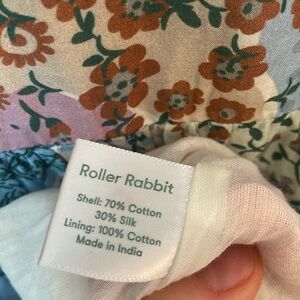 Roller Rabbit
Shell: 70% Cotton
30% Silk
Lining: 100% Cotton
Made in India